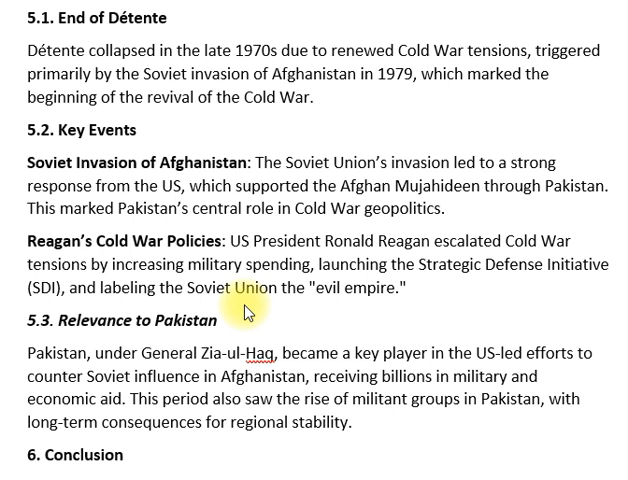 5.1. End of Détente
Détente collapsed in the late 1970s due to renewed Cold War tensions, triggered
primarily by the Soviet invasion of Afghanistan in 1979, which marked the
beginning of the revival of the Cold War.
5.2. Key Events
Soviet Invasion of Afghanistan: The Soviet Union’s invasion led to a strong
response from the US, which supported the Afghan Mujahideen through Pakistan.
This marked Pakistan’s central role in Cold War geopolitics.
Reagan’s Cold War Policies: US President Ronald Reagan escalated Cold War
tensions by increasing military spending, launching the Strategic Defense Initiative
(SDI), and labeling the Soviet Union the "evil empire."
5.3. Relevance to Pakistan
Pakistan, under General Zia-ul-Haq, became a key player in the US-led efforts to
counter Soviet influence in Afghanistan, receiving billions in military and
economic aid. This period also saw the rise of militant groups in Pakistan, with
long-term consequences for regional stability.
6. Conclusion